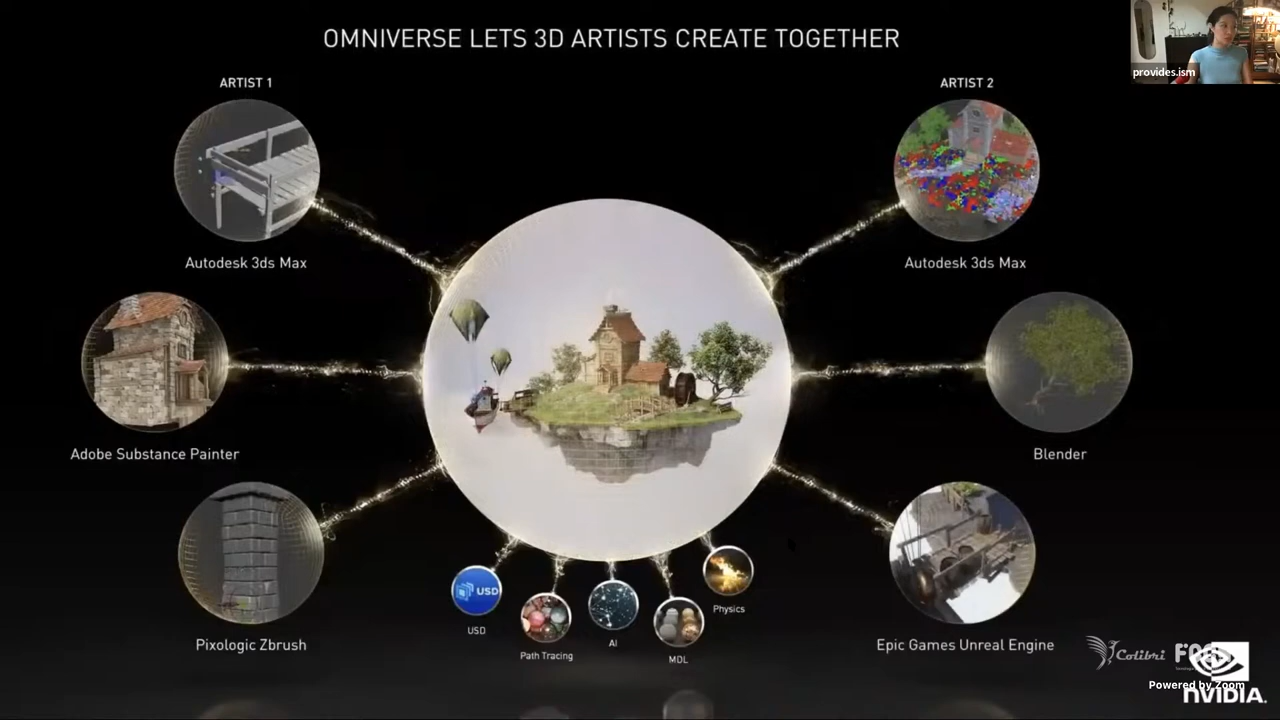 OMNIVERSE LETS 3D ARTISTS CREATE TOGETHER
provides.ism
ARTIST 1
ARTIST 2
Autodesk 3ds Max
Autodesk 3ds Max
Adobe Substance Painter
Blender
USD
USD
Path Tracing
AI
MDL
Physics
Pixologic Zbrush
Epic Games Unreal Engine
Colibri
Powered by Zoom
NVIDIA.